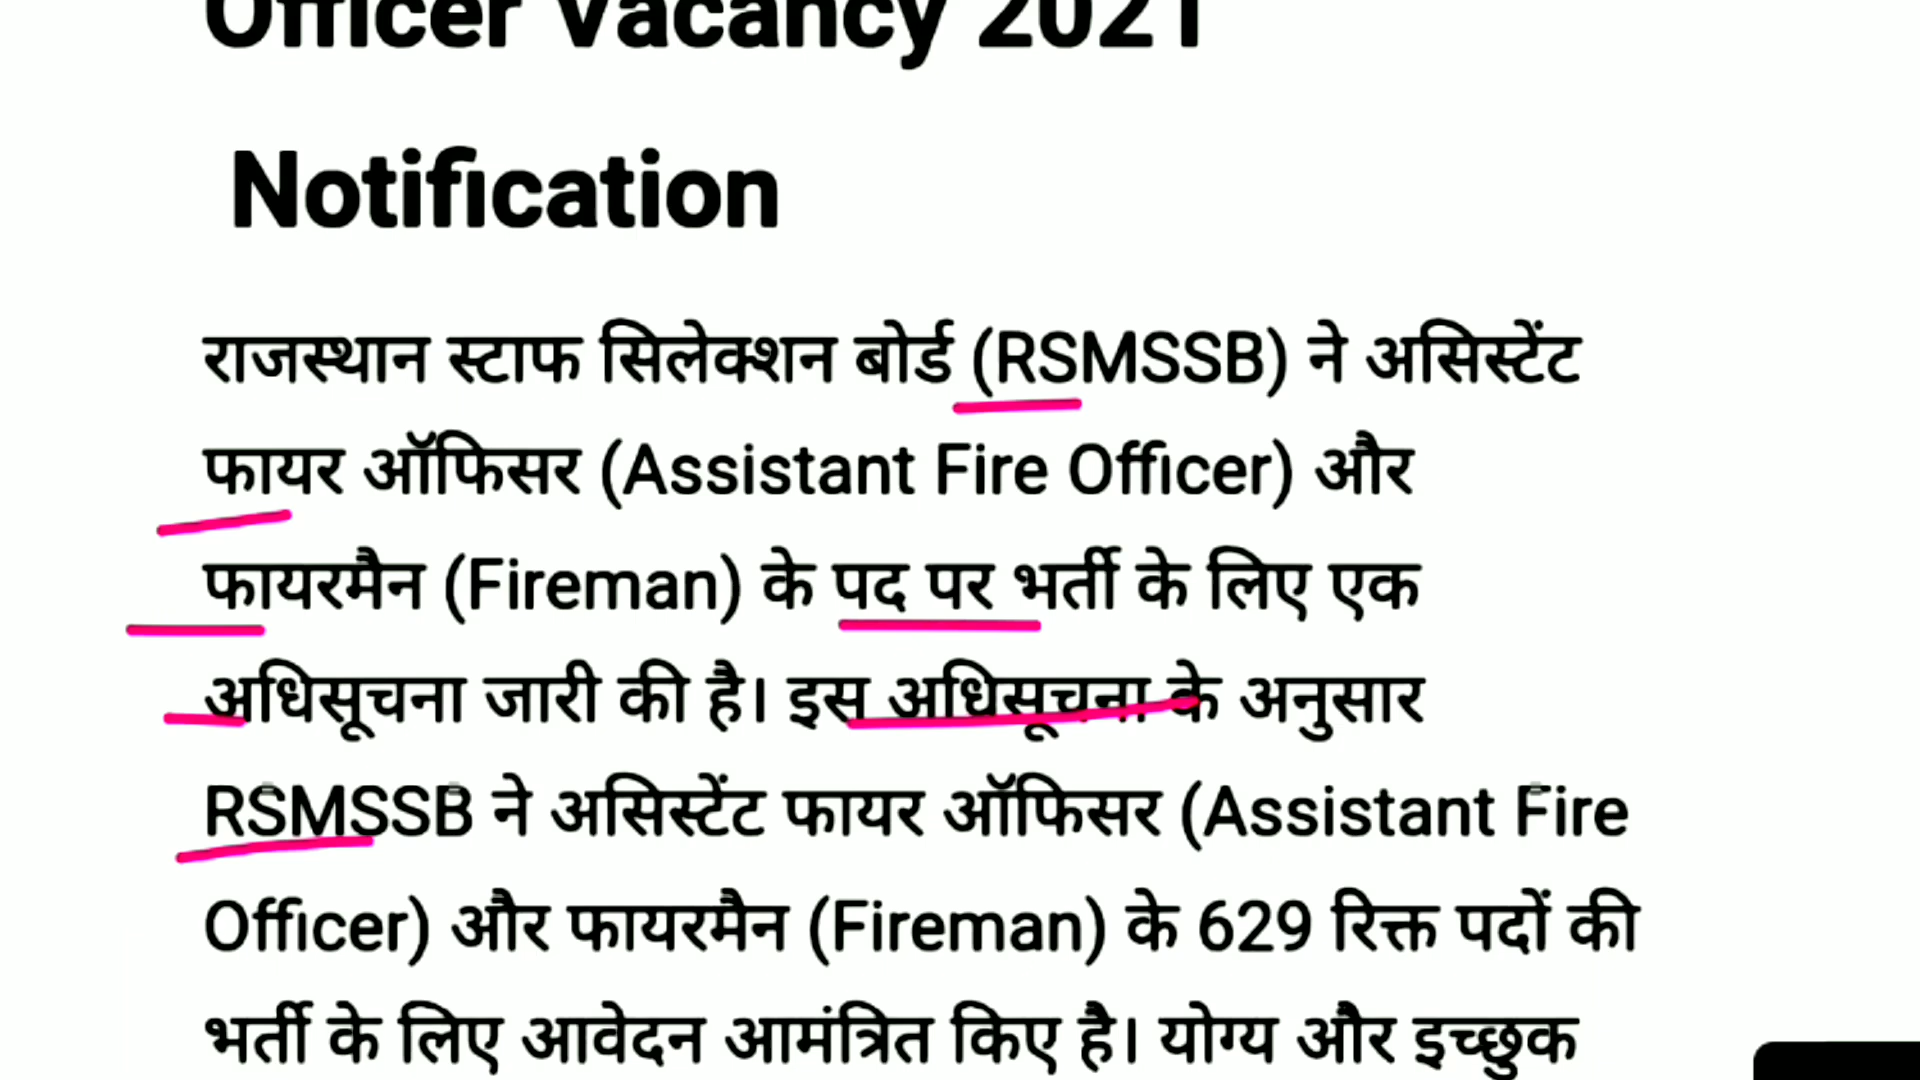 Officer Vacancy 2021
Notification
राजस्थान स्टाफ सिलेक्शन बोर्ड (RSMSSB) ने असिस्टेंट
फायर ऑफिसर (Assistant Fire Officer) और
फायरमैन (Fireman) के पद पर भर्ती के लिए एक
अधिसूचना जारी की है। इस अधिसूचना के अनुसार
RSMSSB ने असिस्टेंट फायर ऑफिसर (Assistant Fire
Officer) और फायरमैन (Fireman) के 629 रिक्त पदों की
भर्ती के लिए आवेदन आमंत्रित किए है। योग्य और इच्छुक